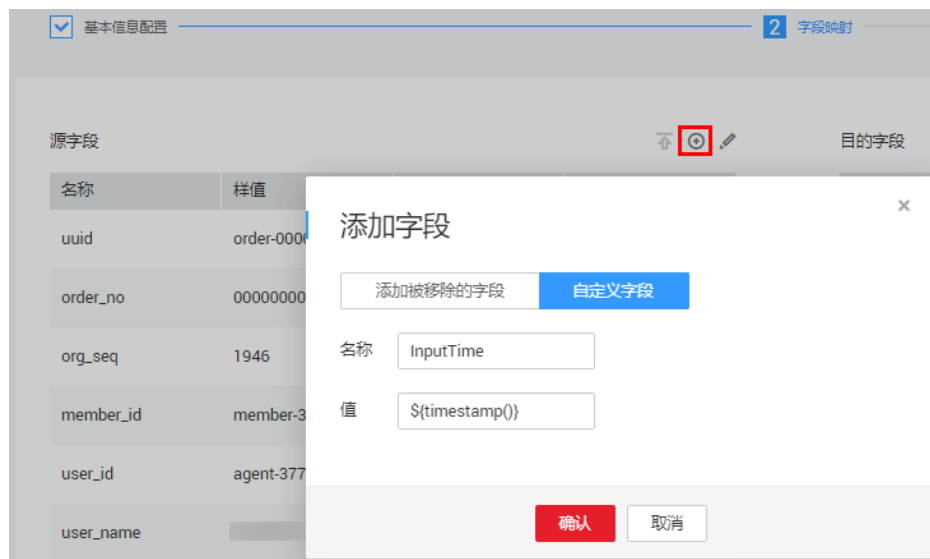 基本信息配置
2 字段映射
源字段
目的字段
名称 样值
uuid order-000
order_no 00000000
org_seq 1946
member_id member-3
user_id agent-377
user_name
添加字段
×
添加被移除的字段 自定义字段
名称 InputTime
值 ${timestamp()}
确认 取消